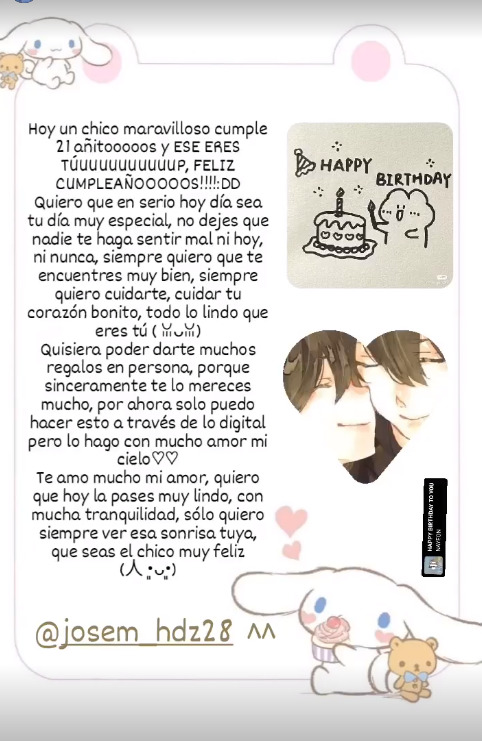 Hoy un chico maravilloso cumple
21 añitooooos y ESE ERES
TÚUUUUUUUUUUP, FELIZ
CUMPLEAÑOOOOOS!!!!:DD
Quiero que en serio hoy día sea
tu día muy especial, no dejes que
nadie te haga sentir mal ni hoy,
ni nunca, siempre quiero que te
encuentres muy bien, siempre
quiero cuidarte, cuidar tu
corazón bonito, todo lo lindo que
eres tú
Quisiera poder darte muchos
regalos en persona, porque
sinceramente te lo mereces
mucho, por ahora solo puedo
hacer esto a través de lo digital
pero lo hago con mucho amor mi
cielo♡♡
Te amo mucho mi amor, quiero
que hoy la pases muy lindo, con
mucha tranquilidad, sólo quiero
siempre ver esa sonrisa tuya,
que seas el chico muy feliz
HAPPY
BIRTHDAY
HAPPY BIRTHDAY TO YOU
@josem_hdz28 ^^